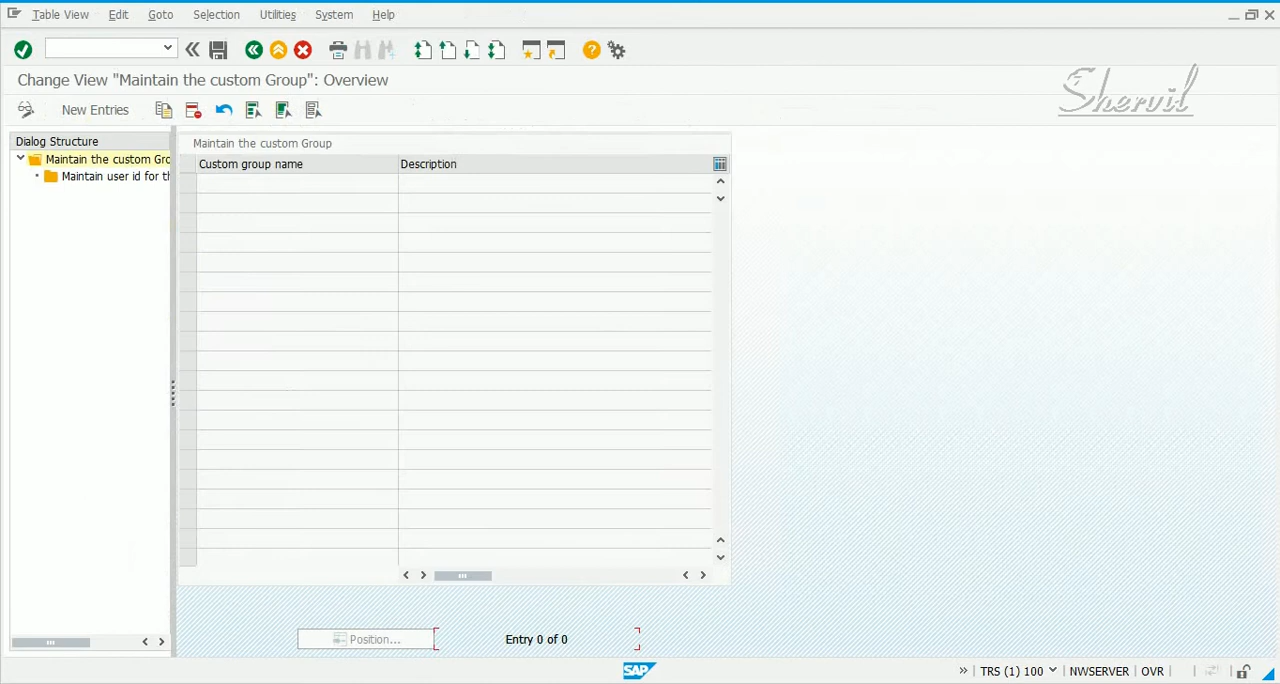 Table View Edit Goto Selection Utilities System Help
Change View "Maintain the custom Group": Overview
Shervil
New Entries
Dialog Structure
Maintain the custom Gro
Maintain user id for th
Maintain the custom Group
Custom group name Description
Position... Entry 0 of 0
SAP
TRS (1) 100 NWSERVER OVR